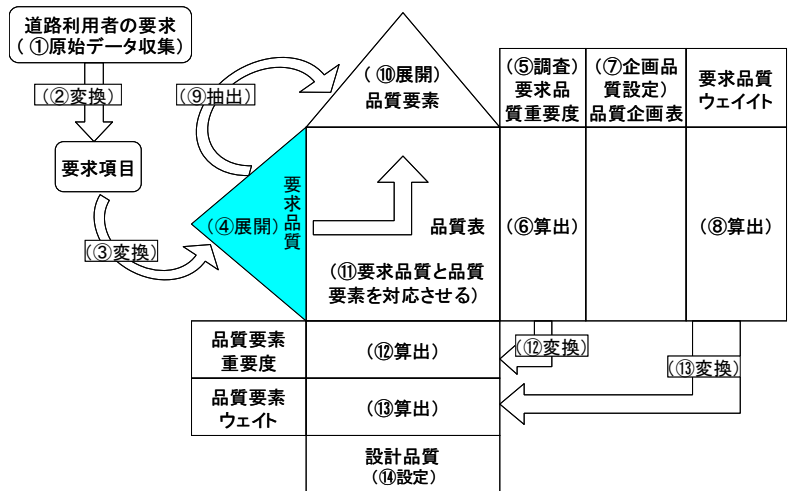 道路利用者の要求
(①原始データ収集)
(②変換)
要求項目
(③変換)
(⑨抽出)
(⑩展開)
品質要素
(⑤調査)
要求品
質重要度
(⑦企画品
質設定)
品質企画表
要求品質
ウェイイト
(④展開)
要求品質
品質表
(⑪要求品質と品質
要素を対応させる)
(⑥算出)
(⑧算出)
品質要素
重要度
(⑫算出)
(⑫変換)
(⑬変換)
品質要素
ウェイト
(⑬算出)
設計品質
(⑭設定)